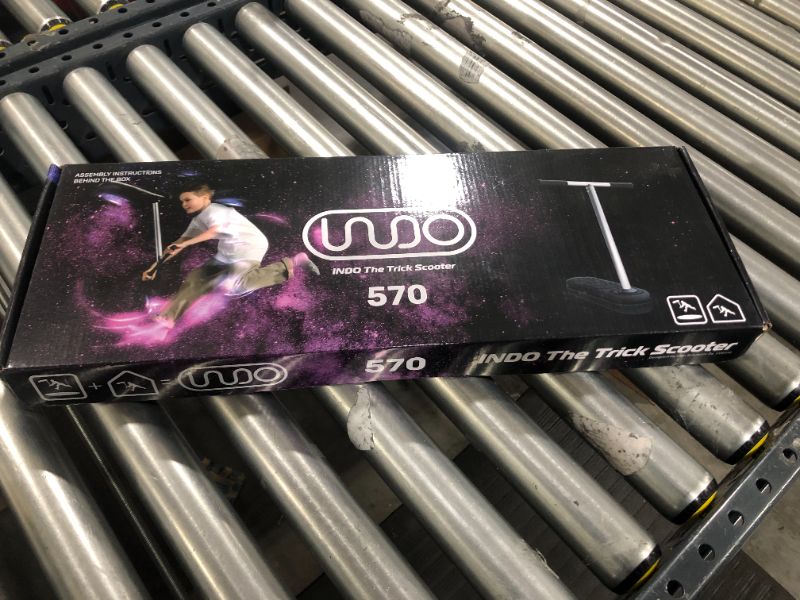 ASSEMBLY INSTRUCTIONS
BEHIND THE BOX
INDO
INDO The Trick Scooter
570
+ = INDO
570
INDO The Trick Scooter